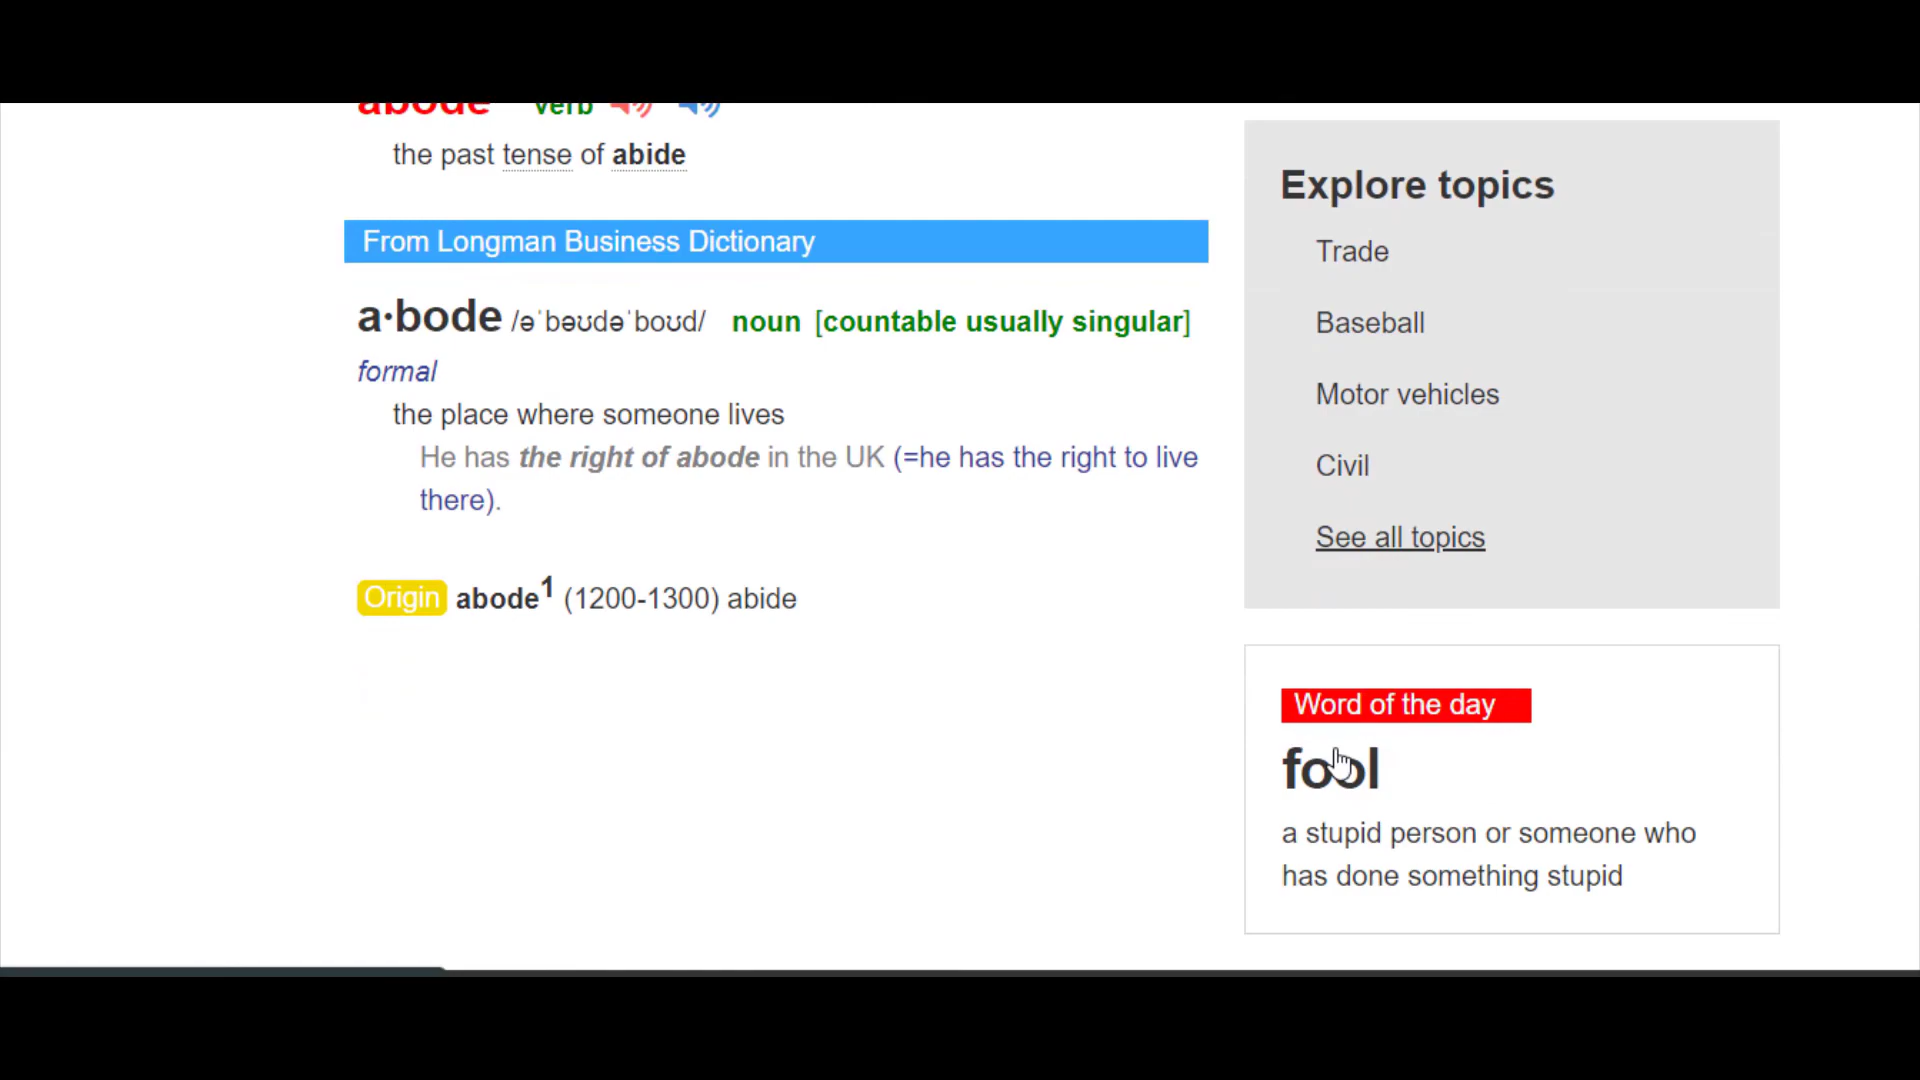 abode verb
the past tense of abide
From Longman Business Dictionary
a·bode /əˈbəʊdəˈboʊd/ noun [countable usually singular]
formal
the place where someone lives
He has the right of abode in the UK (=he has the right to live
there).
Origin abode1 (1200-1300) abide
Explore topics
Trade
Baseball
Motor vehicles
Civil
See all topics
Word of the day
fool
a stupid person or someone who
has done something stupid